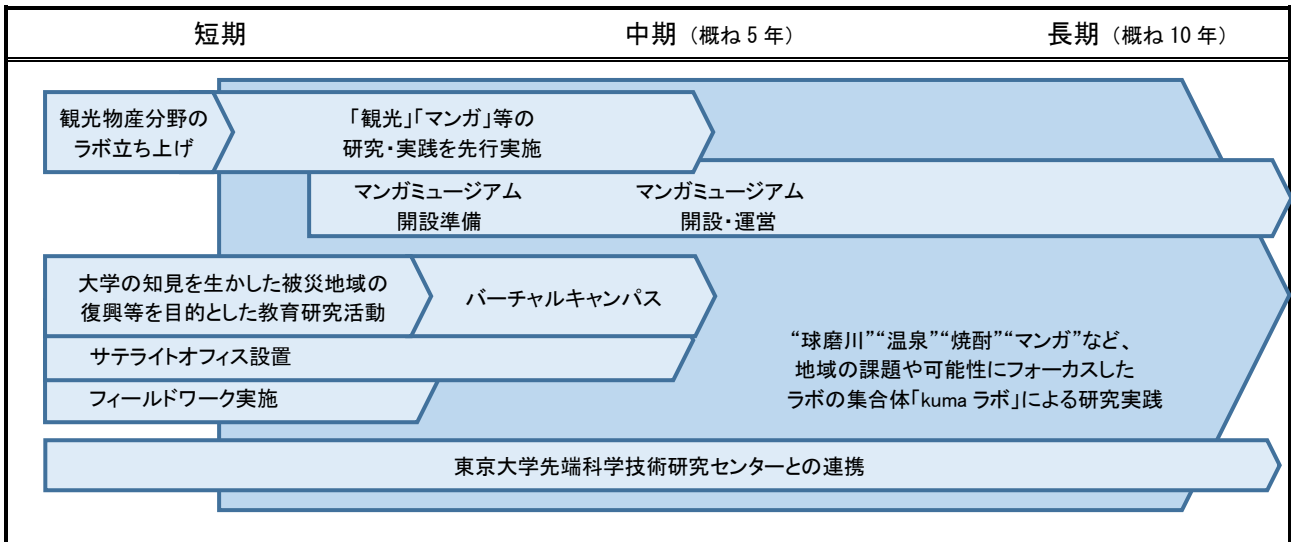 短期
中期(概ね5年)
長期(概ね10年)
観光物産分野の
ラボ立ち上げ
「観光」「マンガ」等の
研究・実践を先行実施
マンガミュージアム
開設準備
マンガミュージアム
開設・運営
大学の知見を生かした被災地域の
復興等を目的とした教育研究活動
バーチャルキャンパス
サテライトオフィス設置
フィールドワーク実施
“球磨川”“温泉”“焼酎”“マンガ”など、
地域の課題や可能性にフォーカスした
ラボの集合体「kuma ラボ」による研究実践
東京大学先端科学技術研究センターとの連携